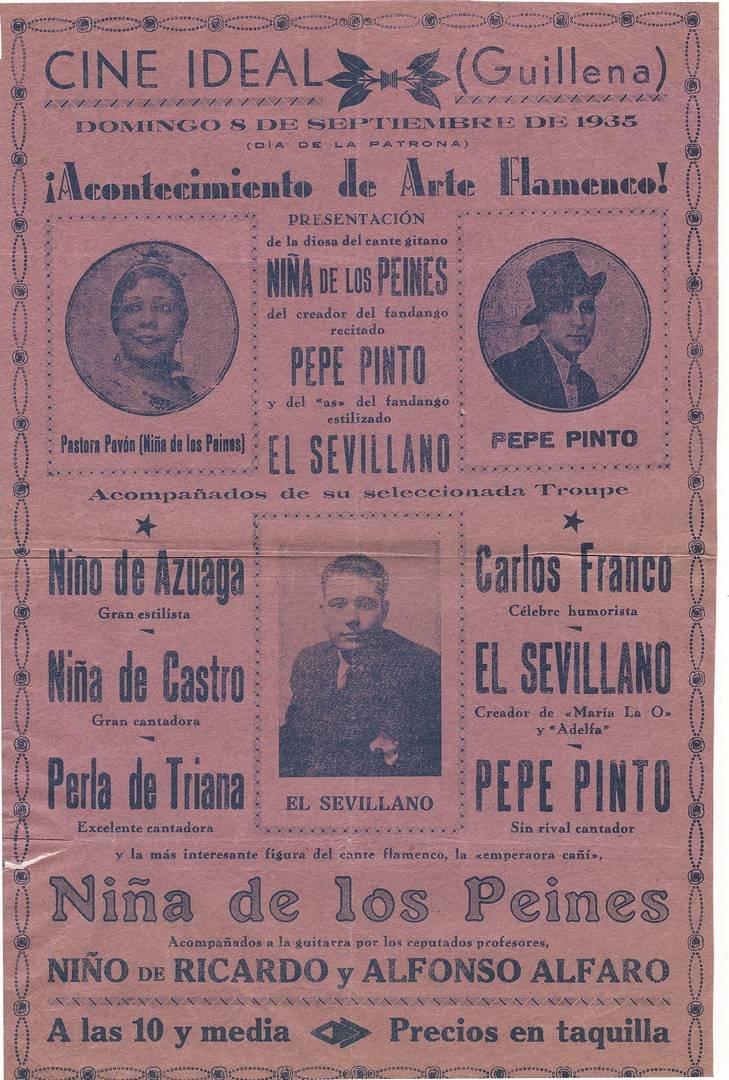 CINE IDEAL (Guillena)
DOMINGO 8 DE SEPTIEMBRE DE 1935
(DÍA DE LA PATRONA)
¡Acontecimiento de Arte Flamenco!
PRESENTACIÓN
de la diosa del cante gitano
NIÑA DE LOS PEINES
del creador del fandango
recitado
PEPE PINTO
y del "as" del fandango
estilizado
EL SEVILLANO
Pastora Pavón (Niña de los Peines)
PEPE PINTO
Acompañados de su seleccionada Troupe
Niño de Azuaga
Gran estilista
Niña de Castro
Gran cantadora
Perla de Triana
Excelente cantadora
EL SEVILLANO
Carlos Franco
Célebre humorista
EL SEVILLANO
Creador de «María La O»
y "Adelfa"
PEPE PINTO
Sin rival cantador
y la más interesante figura del cante flamenco, la «emperaora cañí»,
Niña de los Peines
Acompañados a la guitarra por los reputados profesores,
NIÑO DE RICARDO y ALFONSO ALFARO
A las 10 y media Precios en taquilla